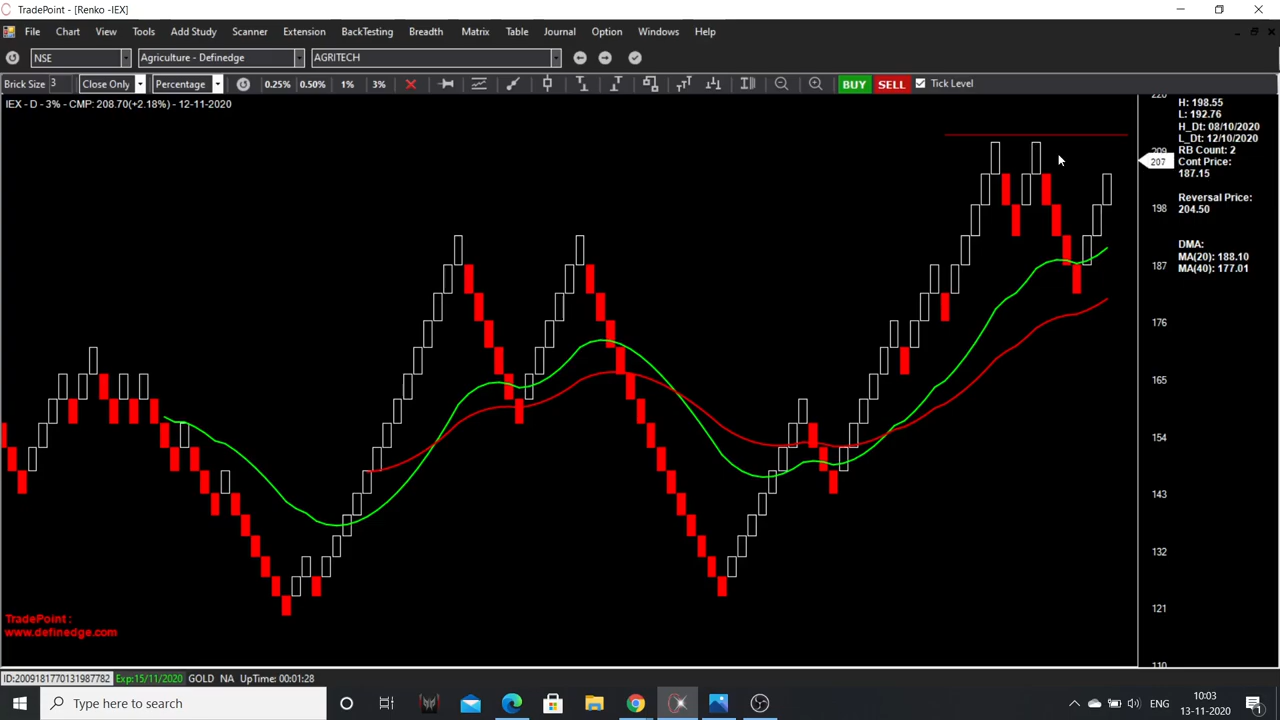 TradePoint - [Renko -IEX]
File Chart View Tools Add Study Scanner Extension BackTesting Breadth Matrix Table Journal Option Windows Help
NSE Agriculture - Definedge AGRITECH
Brick Size 3 Close Only Percentage 0.25% 0.50% 1% 3% BUY SELL Tick Level
IEX - D - 3% - CMP: 208.70(+2.18%) - 12-11-2020
220
209
207
198
187
176
165
154
143
132
121
110
H: 198.55
L: 192.76
H_Dt: 08/10/2020
L_Dt: 12/10/2020
RB Count: 2
Cont Price:
187.15
Reversal Price:
204.50
DMA:
MA(20): 188.10
MA(40): 177.01
TradePoint :
www.definedge.com
ID:2009181770131987782 Exp:15/11/2020 GOLD NA UpTime: 00:01:28
Type here to search
ENG
10:03
13-11-2020
1